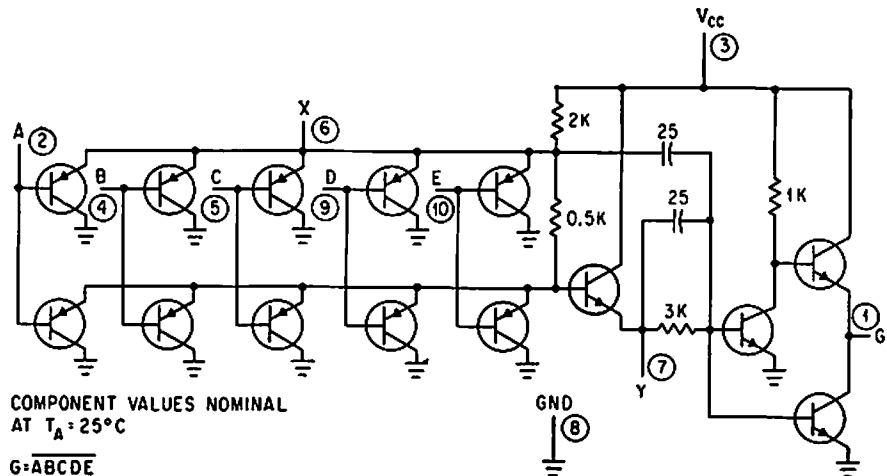 VCC
3
X
6
2K
25
A
2
B
4
C
5
D
9
E
10
0.5K
25
1K
3K
7
Y
1
G
COMPONENT VALUES NOMINAL
AT TA = 25°C
GND
8
G=ABCDE